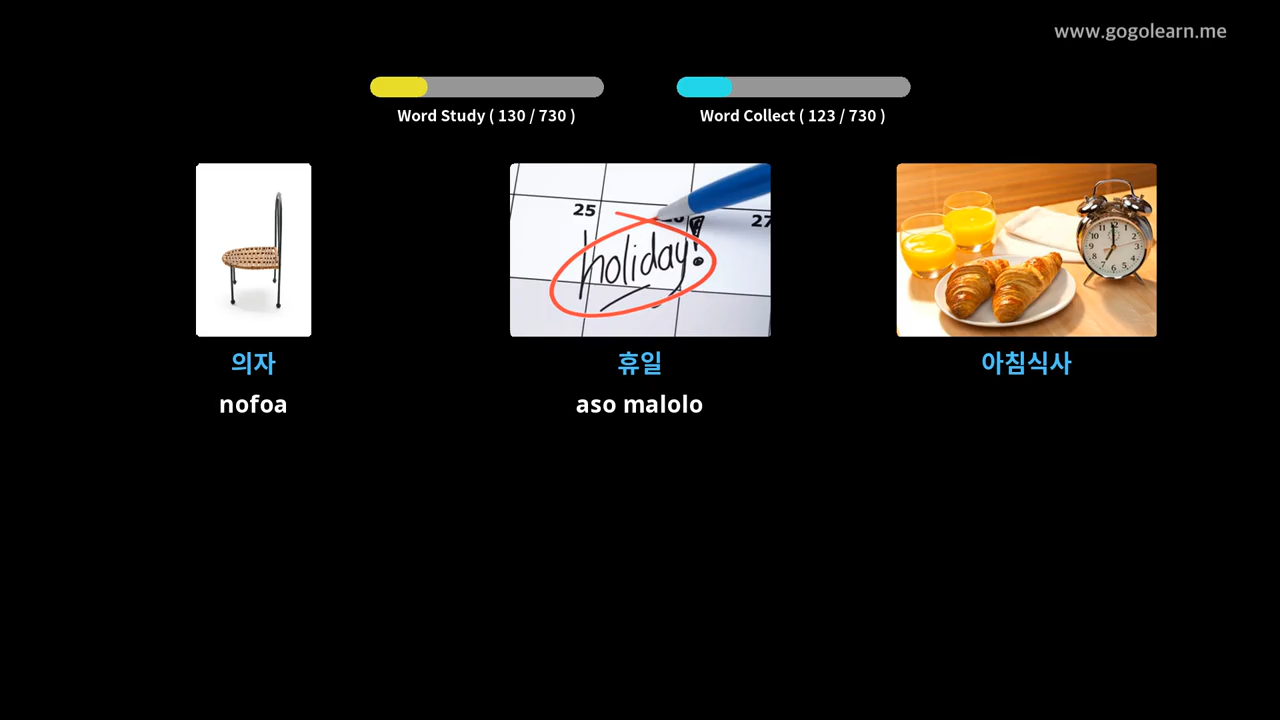 www.gogolearn.me
Word Study ( 130 / 730 )
Word Collect ( 123 / 730 )
25
27
holiday!
12
의자
휴일
아침식사
nofoa
aso malolo